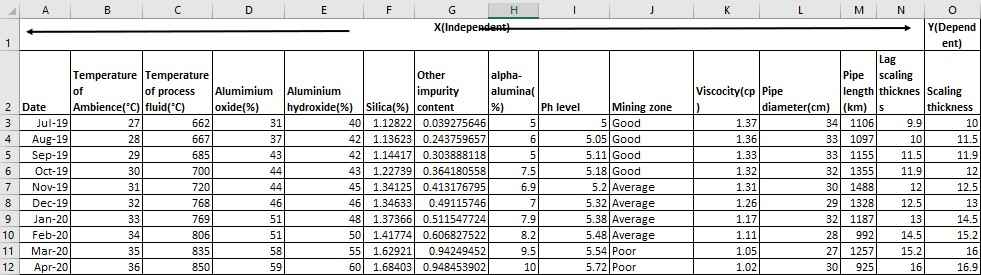 A B C D E F G H I J K L M N O
1 X(Independent) Y(Depend
ent)
2 Date Temperature of Ambience(°C) Temperature of process fluid(°C) Alumimium oxide(%) Aluminium hydroxide(%) Silica(%) Other impurity content alpha-alumina(%) Ph level Mining zone Viscosity(cp) Pipe diameter(cm) Pipe length (km) Lag scaling thicknes s Scaling thickness
3 Jul-19 27 662 31 40 1.12822 0.039275646 5 5 Good 1.37 34 1106 9.9 10
4 Aug-19 28 667 37 42 1.13623 0.243759657 6 5.05 Good 1.36 33 1097 10 11.5
5 Sep-19 29 685 43 42 1.14417 0.303888118 5 5.11 Good 1.33 33 1155 11.5 11.9
6 Oct-19 30 700 44 43 1.22739 0.364180558 7.5 5.18 Good 1.32 32 1355 11.9 12
7 Nov-19 31 720 44 45 1.34125 0.413176795 6.9 5.2 Average 1.31 30 1488 12 12.5
8 Dec-19 32 768 46 46 1.34633 0.49115746 7 5.32 Average 1.26 29 1328 12.5 13
9 Jan-20 33 769 51 48 1.37366 0.511547724 7.9 5.38 Average 1.17 32 1187 13 14.5
10 Feb-20 34 806 51 50 1.41774 0.606827522 8.2 5.48 Average 1.11 28 992 14.5 15.2
11 Mar-20 35 835 58 55 1.62921 0.94249452 9.5 5.54 Poor 1.05 27 1257 15.2 16
12 Apr-20 36 850 59 60 1.68403 0.948453902 10 5.72 Poor 1.02 30 925 16 16.9